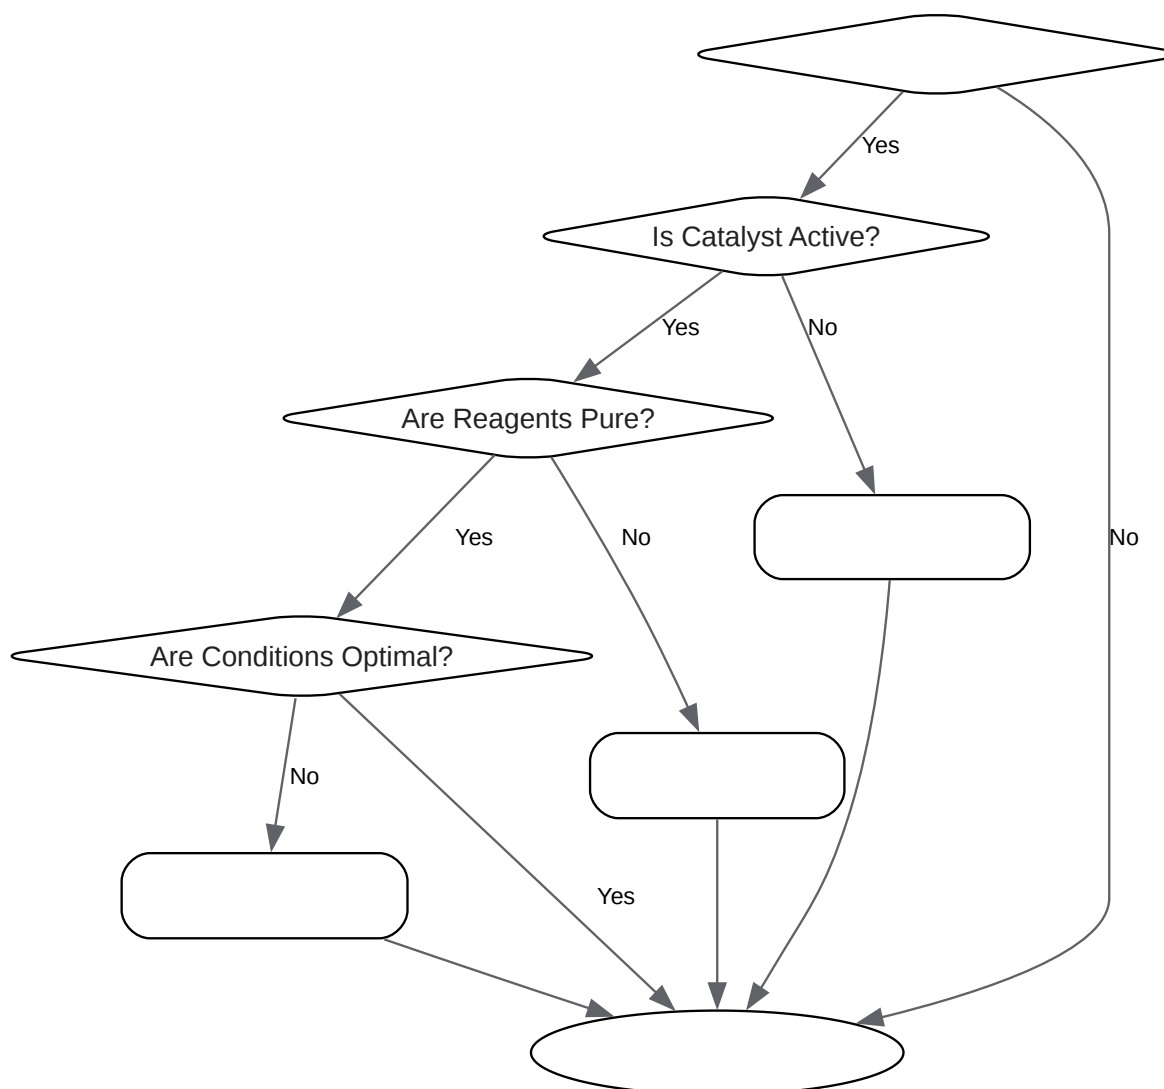 Yes
Is Catalyst Active?
Yes
No
Are Reagents Pure?
Yes
No
No
Are Conditions Optimal?
No
Yes